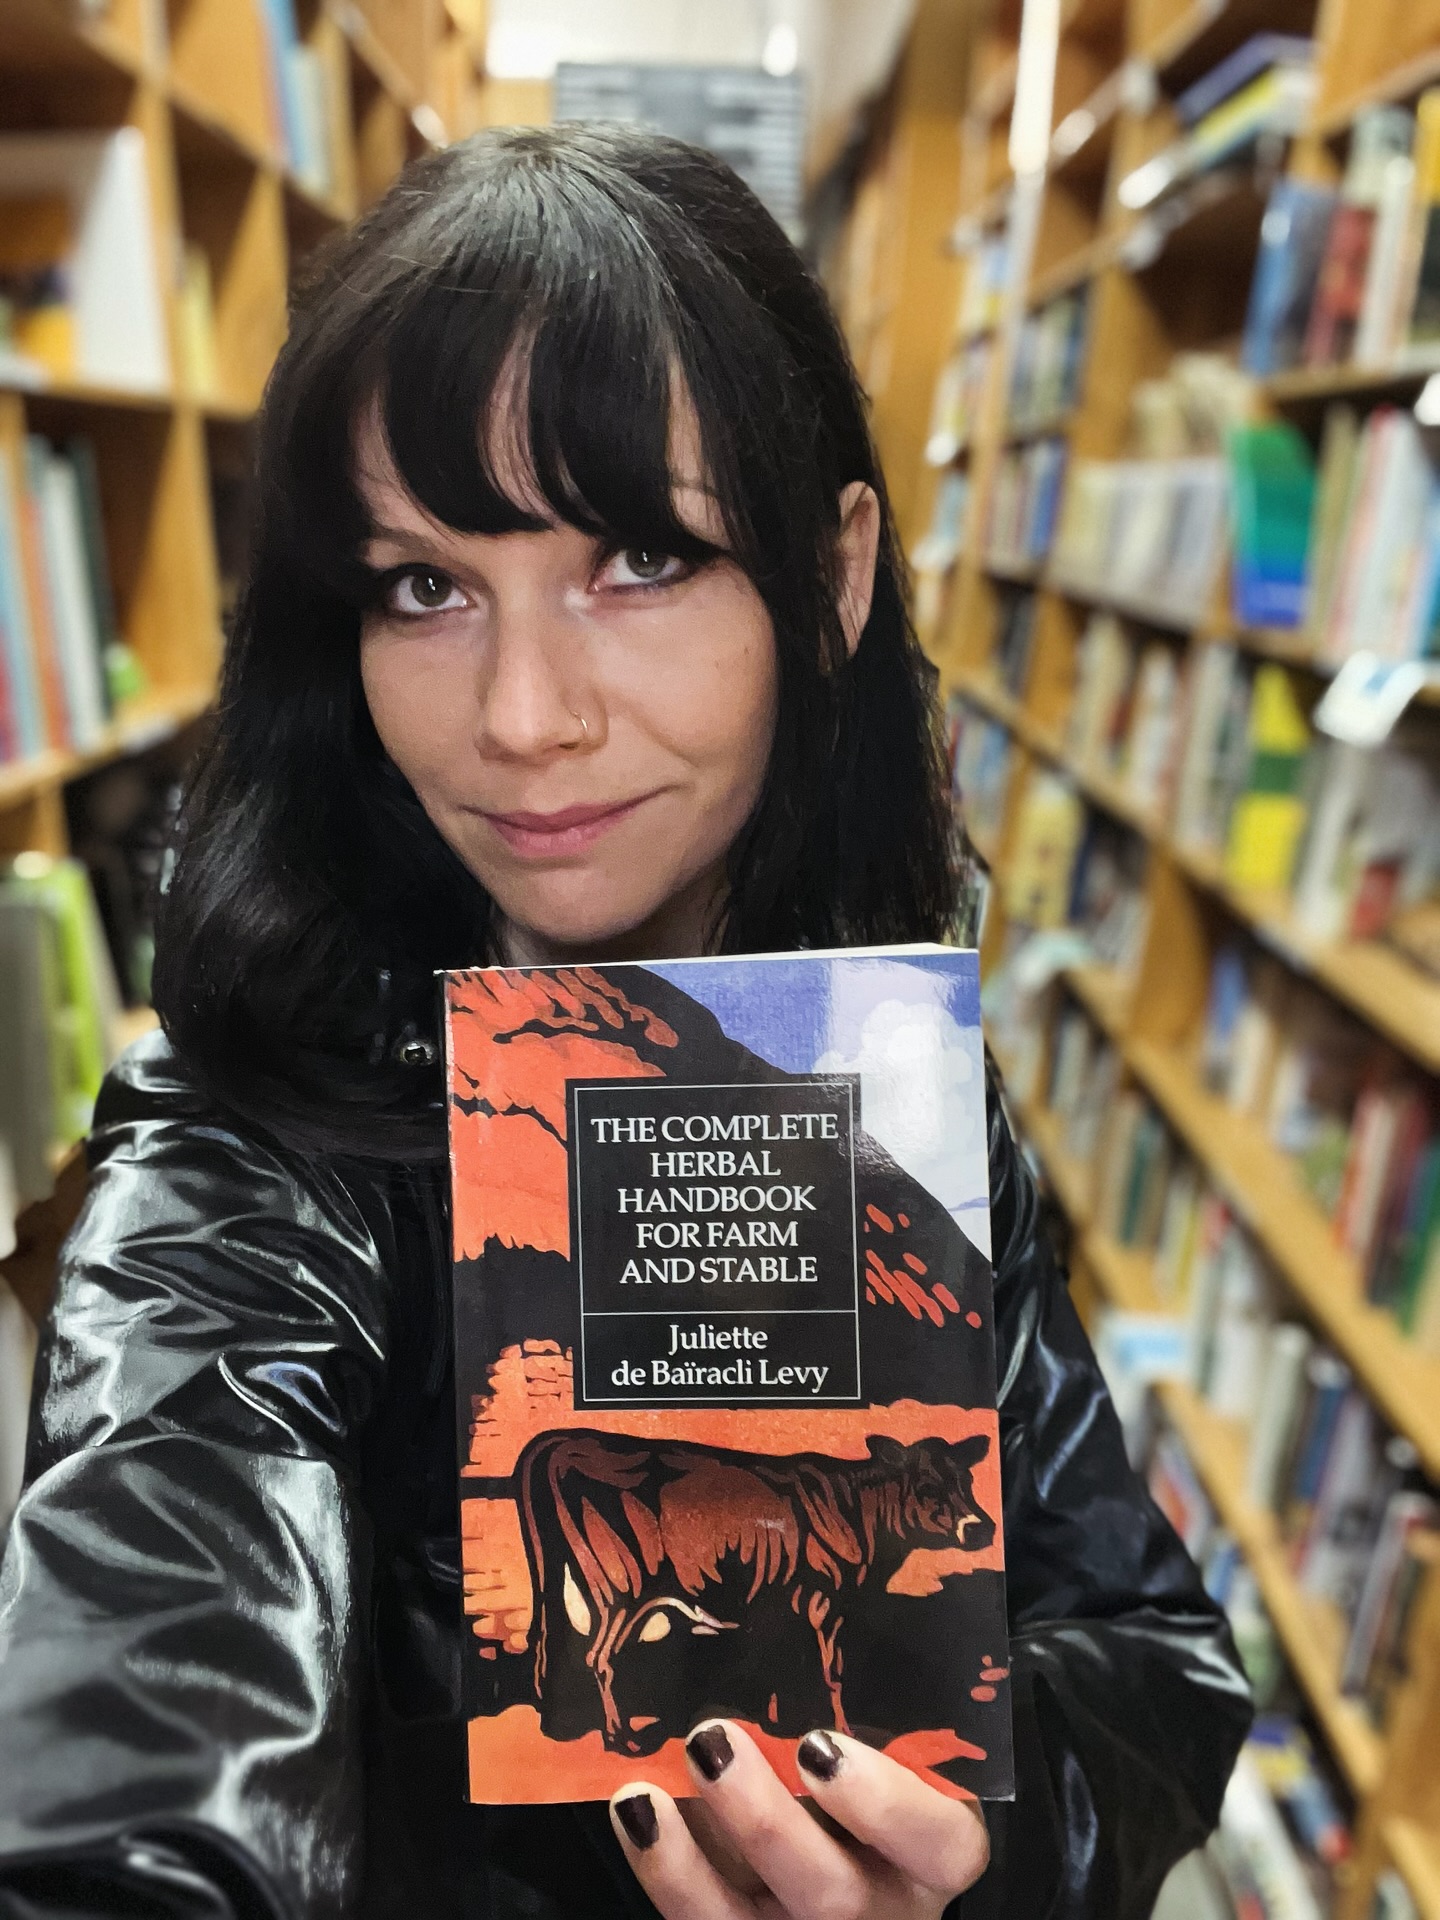 THE COMPLETE
HERBAL
HANDBOOK
FOR FARM
AND STABLE
Juliette
de Baïracli Levy